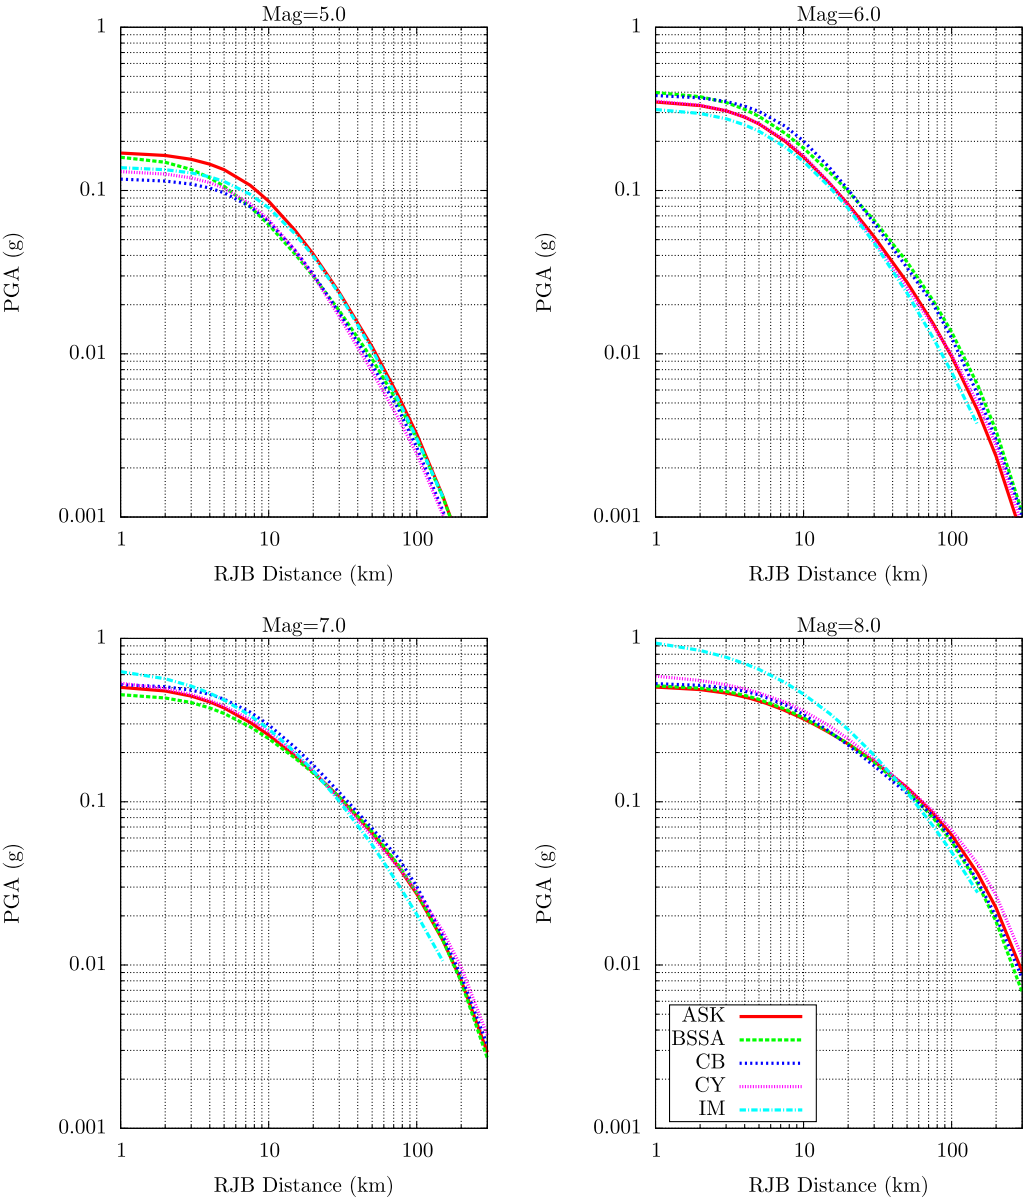 Mag=5.0
1
0.1
0.01
0.001
PGA (g)
1 10 100
RJB Distance (km)
Mag=6.0
1
0.1
0.01
0.001
PGA (g)
1 10 100
RJB Distance (km)
Mag=7.0
1
0.1
0.01
0.001
PGA (g)
1 10 100
RJB Distance (km)
Mag=8.0
1
0.1
0.01
0.001
PGA (g)
1 10 100
RJB Distance (km)
ASK
BSSA
CB
CY
IM